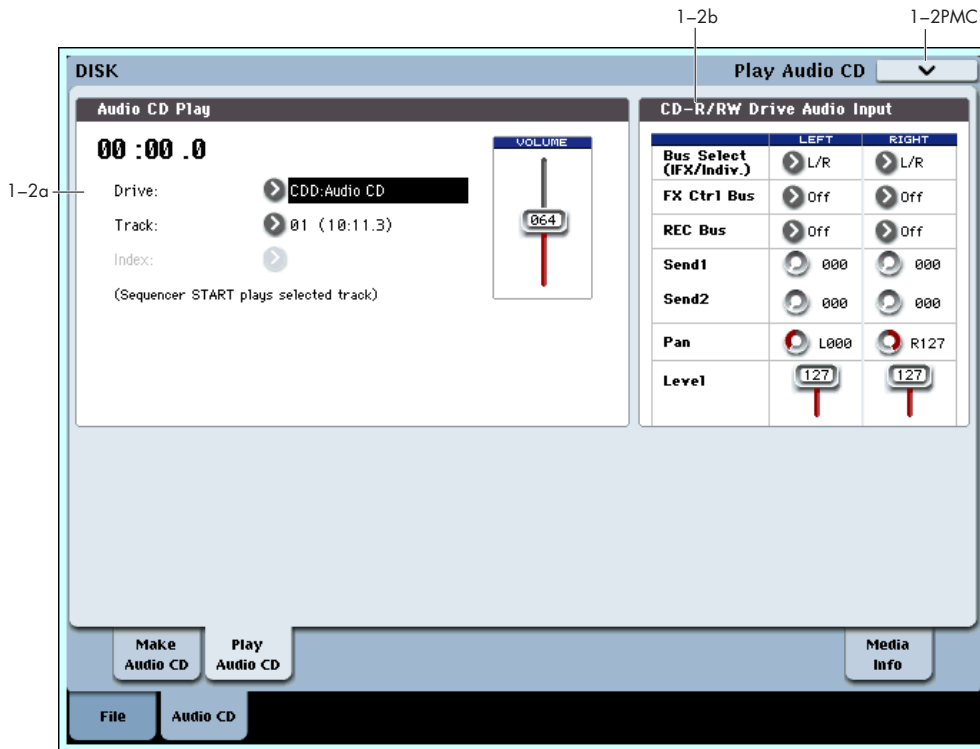 1–2b
1–2PMC
DISK
Play Audio CD
Audio CD Play
00 :00 .0
VOLUME
064
1–2a
Drive: CDD:Audio CD
Track: 01 (10:11.3)
Index:
(Sequencer START plays selected track)
CD-R/RW Drive Audio Input
LEFT RIGHT
Bus Select
(IFX/Indiv.) L/R L/R
FX Ctrl Bus Off Off
REC Bus Off Off
Send1 000 000
Send2 000 000
Pan L000 R127
Level 127 127
Make
Audio CD
Play
Audio CD
Media
Info
File
Audio CD